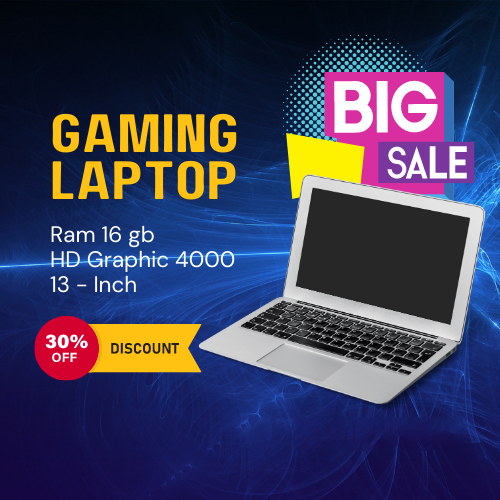 BIG
SALE
GAMING
LAPTOP
Ram 16 gb
HD Graphic 4000
13 - Inch
30%
OFF
DISCOUNT